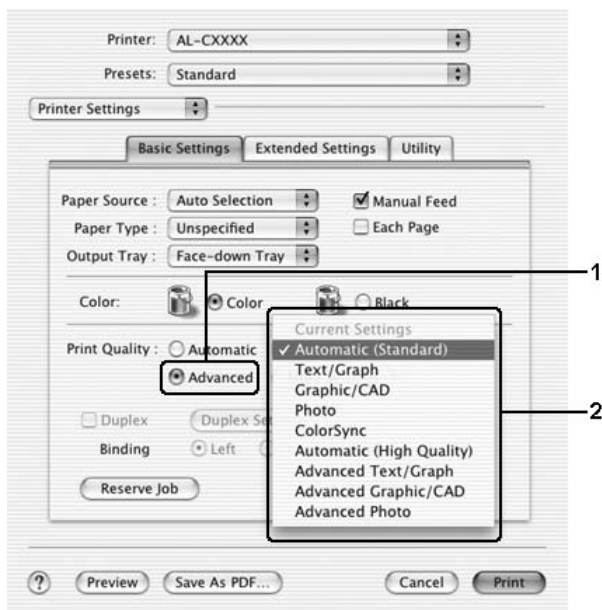 Printer: AL-CXXXX
Presets: Standard
Printer Settings
Basic Settings Extended Settings Utility
Paper Source : Auto Selection Manual Feed
Paper Type : Unspecified Each Page
Output Tray : Face-down Tray
1
Color: Color Black
Current Settings
Print Quality : Automatic ✓ Automatic (Standard)
Text/Graph
Advanced
Graphic/CAD
Photo
2
Duplex Duplex Se
ColorSync
Binding Left
Automatic (High Quality)
Advanced Text/Graph
Reserve Job
Advanced Graphic/CAD
Advanced Photo
? Preview Save As PDF... Cancel Print